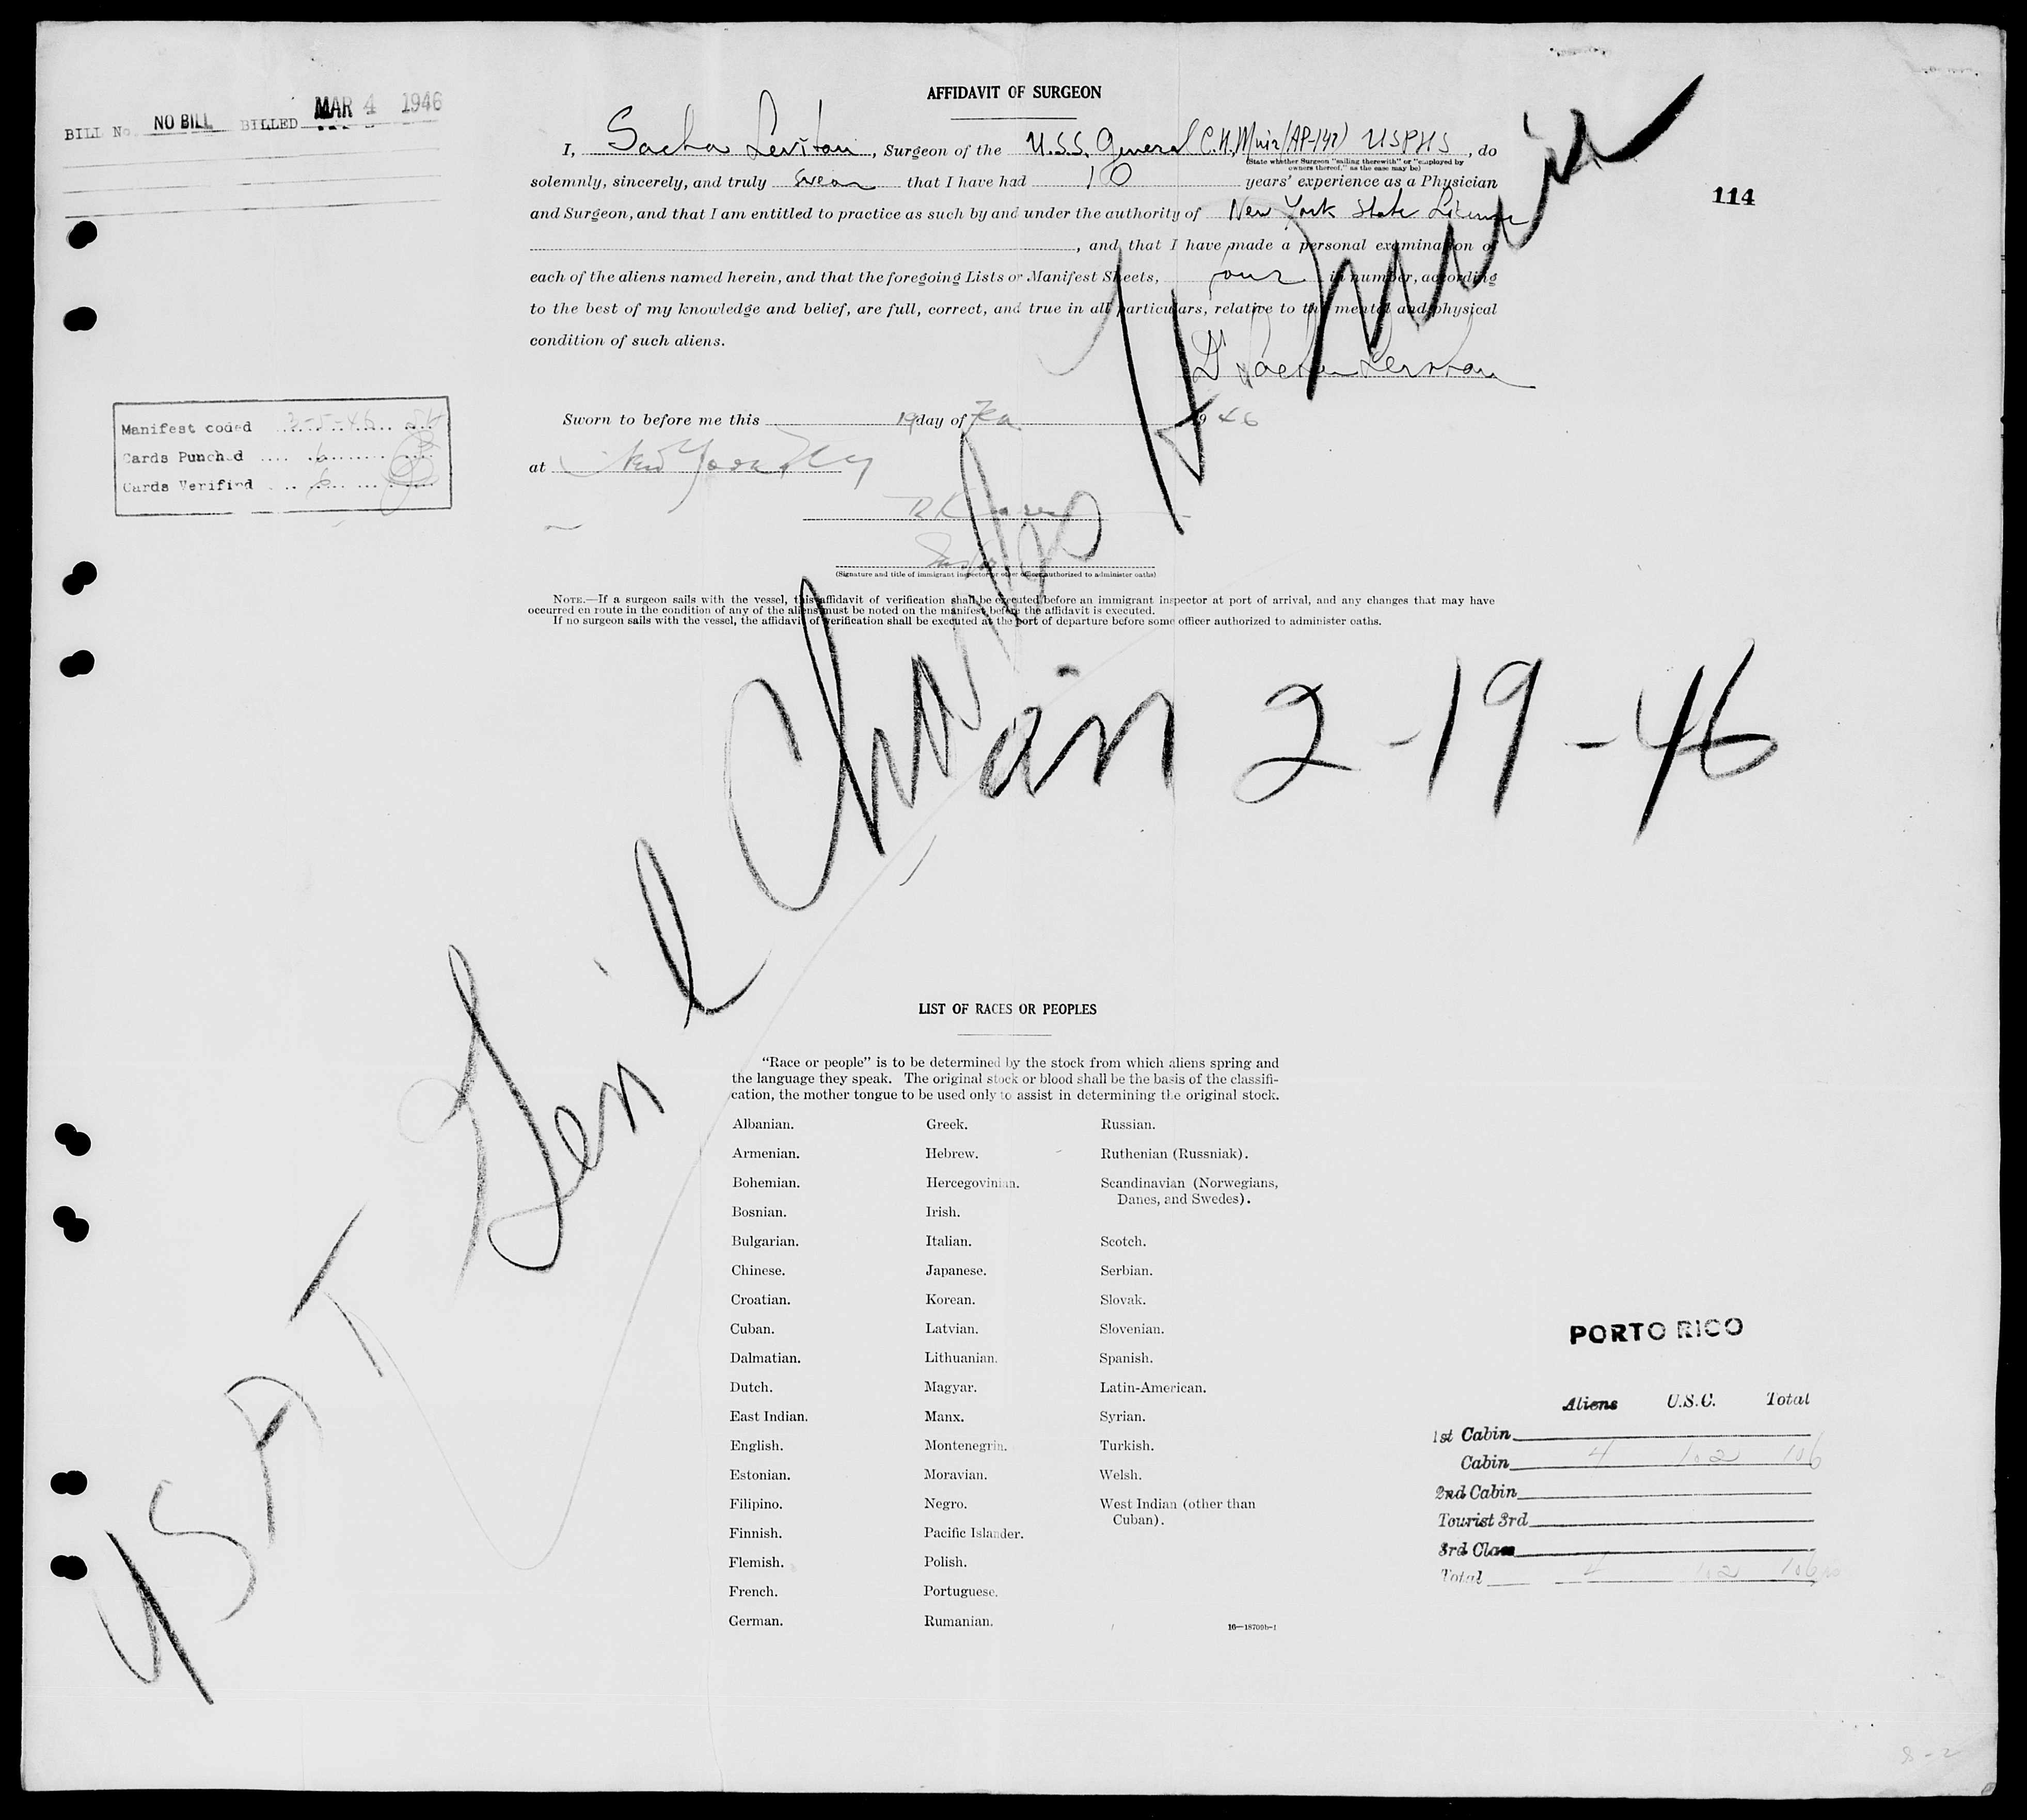 BILL No. NO BILL BILLED MAR 4 1946
AFFIDAVIT OF SURGEON
I, Sacha Levitan, Surgeon of the U.S.S. General C.H. Muir (AP-142) USPHS, do
(State whether Surgeon "sailing therewith" or "employed by
owners thereof," as the case may be)
solemnly, sincerely, and truly swear that I have had 10 years' experience as a Physician
and Surgeon, and that I am entitled to practice as such by and under the authority of New York State License
, and that I have made a personal examination of
each of the aliens named herein, and that the foregoing Lists or Manifest Sheets, four in number, according
to the best of my knowledge and belief, are full, correct, and true in all particulars, relative to the mental and physical
condition of such aliens.
Dr Sacha Levitan
114
Manifest coded 3-5-46
Cards Punched 6
Cards Verified 6
Sworn to before me this 19 day of 1946
at New York
(Signature and title of immigrant inspector or other officer authorized to administer oaths)
NOTE.—If a surgeon sails with the vessel, this affidavit of verification shall be executed before an immigrant inspector at port of arrival, and any changes that may have
occurred en route in the condition of any of the aliens must be noted on the manifest before the affidavit is executed.
If no surgeon sails with the vessel, the affidavit of verification shall be executed at the port of departure before some officer authorized to administer oaths.
USAT General Charles H Muir
arr 2-19-46
LIST OF RACES OR PEOPLES
"Race or people" is to be determined by the stock from which aliens spring and
the language they speak. The original stock or blood shall be the basis of the classifi-
cation, the mother tongue to be used only to assist in determining the original stock.
Albanian.
Armenian.
Bohemian.
Bosnian.
Bulgarian.
Chinese.
Croatian.
Cuban.
Dalmatian.
Dutch.
East Indian.
English.
Estonian.
Filipino.
Finnish.
Flemish.
French.
German.
Greek.
Hebrew.
Hercegovinian.
Irish.
Italian.
Japanese.
Korean.
Latvian.
Lithuanian.
Magyar.
Manx.
Montenegrin.
Moravian.
Negro.
Pacific Islander.
Polish.
Portuguese.
Rumanian.
Russian.
Ruthenian (Russniak).
Scandinavian (Norwegians,
Danes, and Swedes).
Scotch.
Serbian.
Slovak.
Slovenian.
Spanish.
Latin-American.
Syrian.
Turkish.
Welsh.
West Indian (other than
Cuban).
16—18700b-1
PORTO RICO
Aliens U.S.C. Total
1st Cabin
Cabin 4 102 106
2nd Cabin
Tourist 3rd
3rd Class
Total 4 102 106
8-2